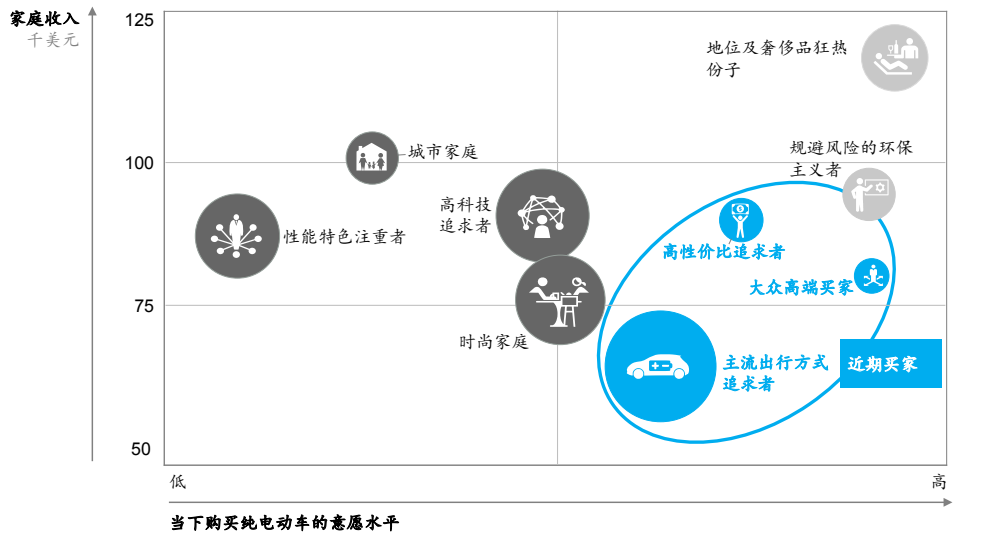 家庭收入
千美元
125
地位及奢侈品狂热
份子
100
城市家庭
规避风险的环保
主义者
高科技
追求者
性能特色注重者
高性价比追求者
大众高端买家
75
时尚家庭
主流出行方式
追求者
近期买家
50
低
高
当下购买纯电动车的意愿水平